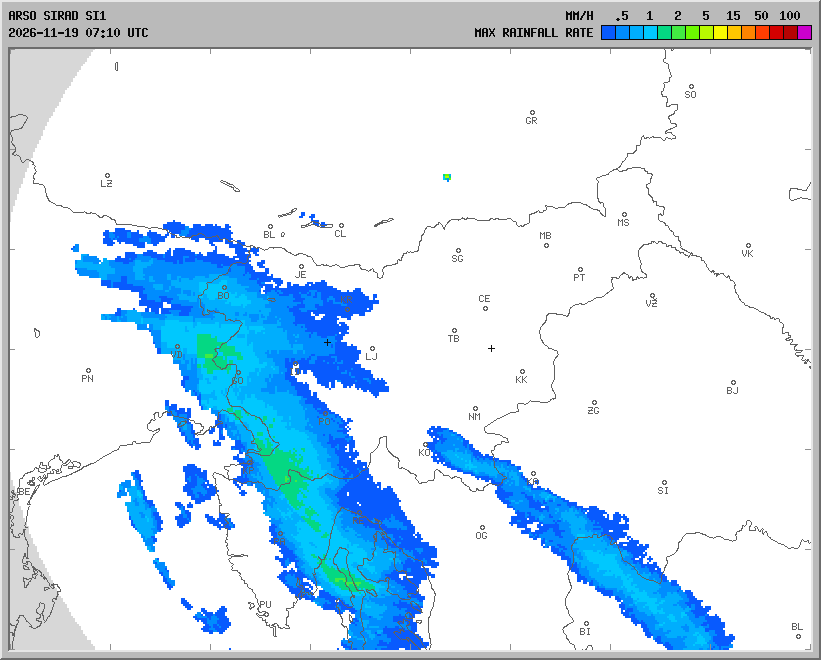 ARSO SIRAD SI1
2026-11-19 07:10 UTC
MM/H .5 1 2 5 15 50 100
MAX RAINFALL RATE
SO
GR
LZ
MS
BL
CL
MB
VK
SG
JE
PT
BO
CE
VZ
TB
VI
LJ
PN
GO
KK
BJ
NM
ZG
KO
BE
SI
OG
PU
BI
BL